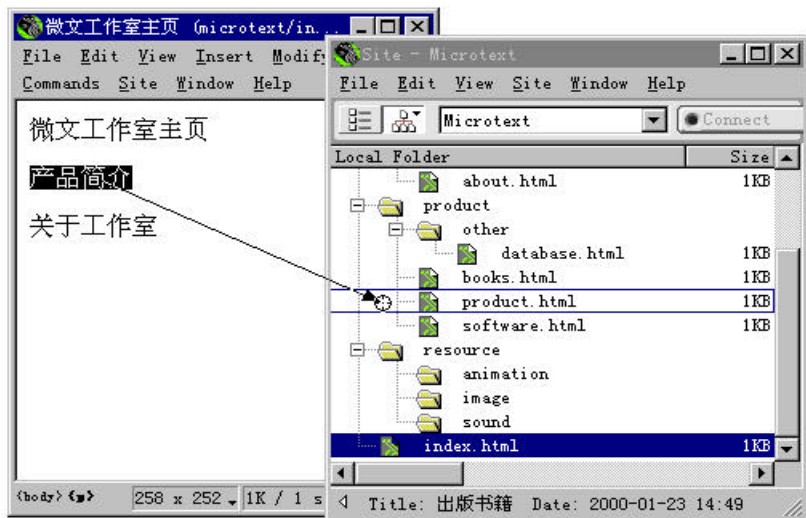 微文工作室主页 (microtext/in...
File Edit View Insert Modify
Commands Site Window Help
微文工作室主页
产品简介
关于工作室
<body> <p> 258 x 252 1K / 1 s
Site - Microtext
File Edit View Site Window Help
Microtext Connect
Local Folder Size
about.html 1KB
product
other
database.html 1KB
books.html 1KB
product.html 1KB
software.html 1KB
resource
animation
image
sound
index.html 1KB
Title: 出版书籍 Date: 2000-01-23 14:49